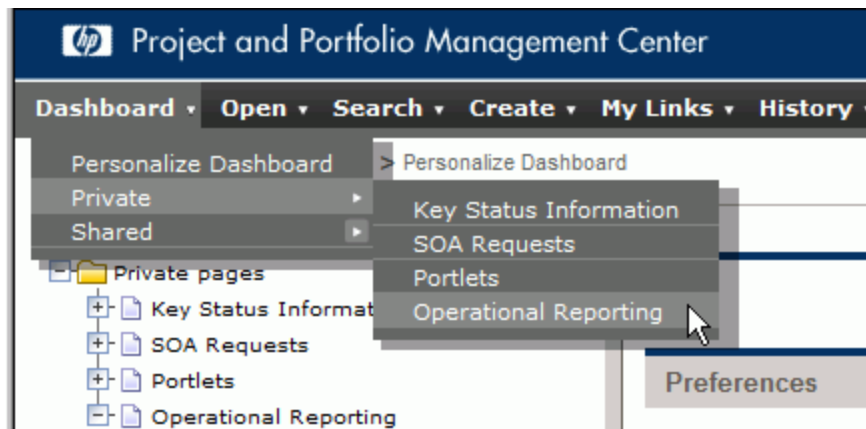 hp Project and Portfolio Management Center
Dashboard Open Search Create My Links History
Personalize Dashboard > Personalize Dashboard
Private
Key Status Information
Shared
SOA Requests
Private pages
Portlets
Key Status Informat
Operational Reporting
SOA Requests
Portlets
Preferences
Operational Reporting